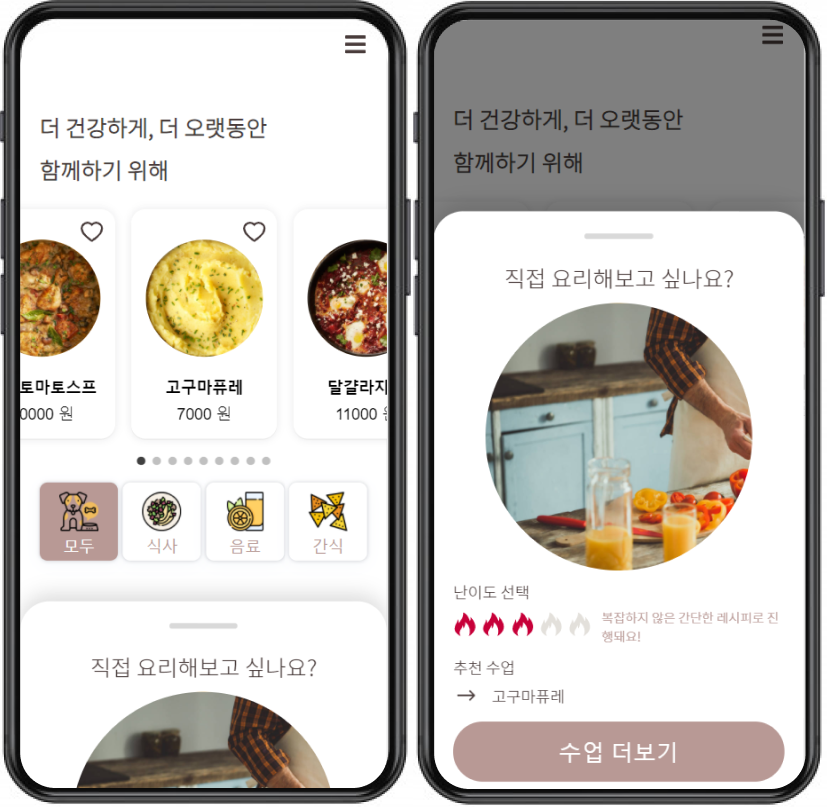 더 건강하게, 더 오랫동안
함께하기 위해
토마토스프
0000 원
고구마퓨레
7000 원
달걀라지
11000 원
모두
식사
음료
간식
직접 요리해보고 싶나요?
더 건강하게, 더 오랫동안
함께하기 위해
직접 요리해보고 싶나요?
난이도 선택
복잡하지 않은 간단한 레시피로 진
행돼요!
추천 수업
→ 고구마퓨레
수업 더보기